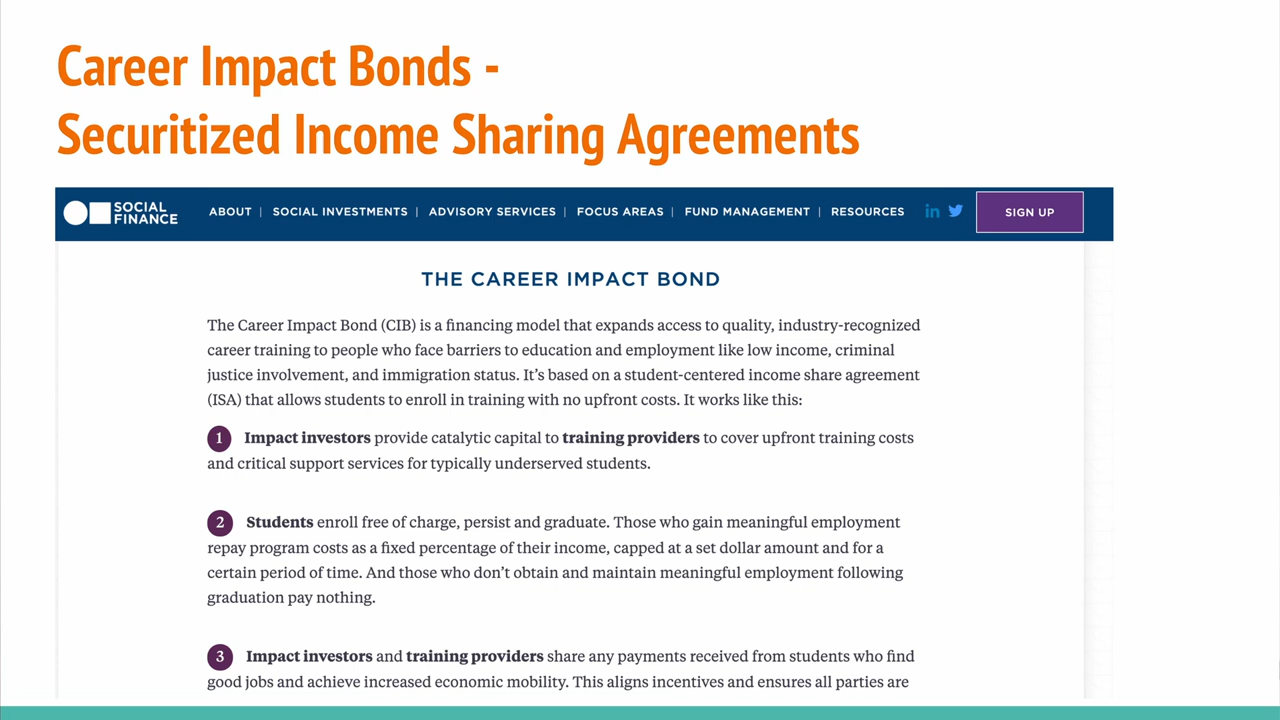 Career Impact Bonds -
Securitized Income Sharing Agreements
SOCIAL
FINANCE
ABOUT | SOCIAL INVESTMENTS | ADVISORY SERVICES | FOCUS AREAS | FUND MANAGEMENT | RESOURCES in SIGN UP
THE CAREER IMPACT BOND
The Career Impact Bond (CIB) is a financing model that expands access to quality, industry-recognized
career training to people who face barriers to education and employment like low income, criminal
justice involvement, and immigration status. It’s based on a student-centered income share agreement
(ISA) that allows students to enroll in training with no upfront costs. It works like this:
1 Impact investors provide catalytic capital to training providers to cover upfront training costs
and critical support services for typically underserved students.
2 Students enroll free of charge, persist and graduate. Those who gain meaningful employment
repay program costs as a fixed percentage of their income, capped at a set dollar amount and for a
certain period of time. And those who don’t obtain and maintain meaningful employment following
graduation pay nothing.
3 Impact investors and training providers share any payments received from students who find
good jobs and achieve increased economic mobility. This aligns incentives and ensures all parties are